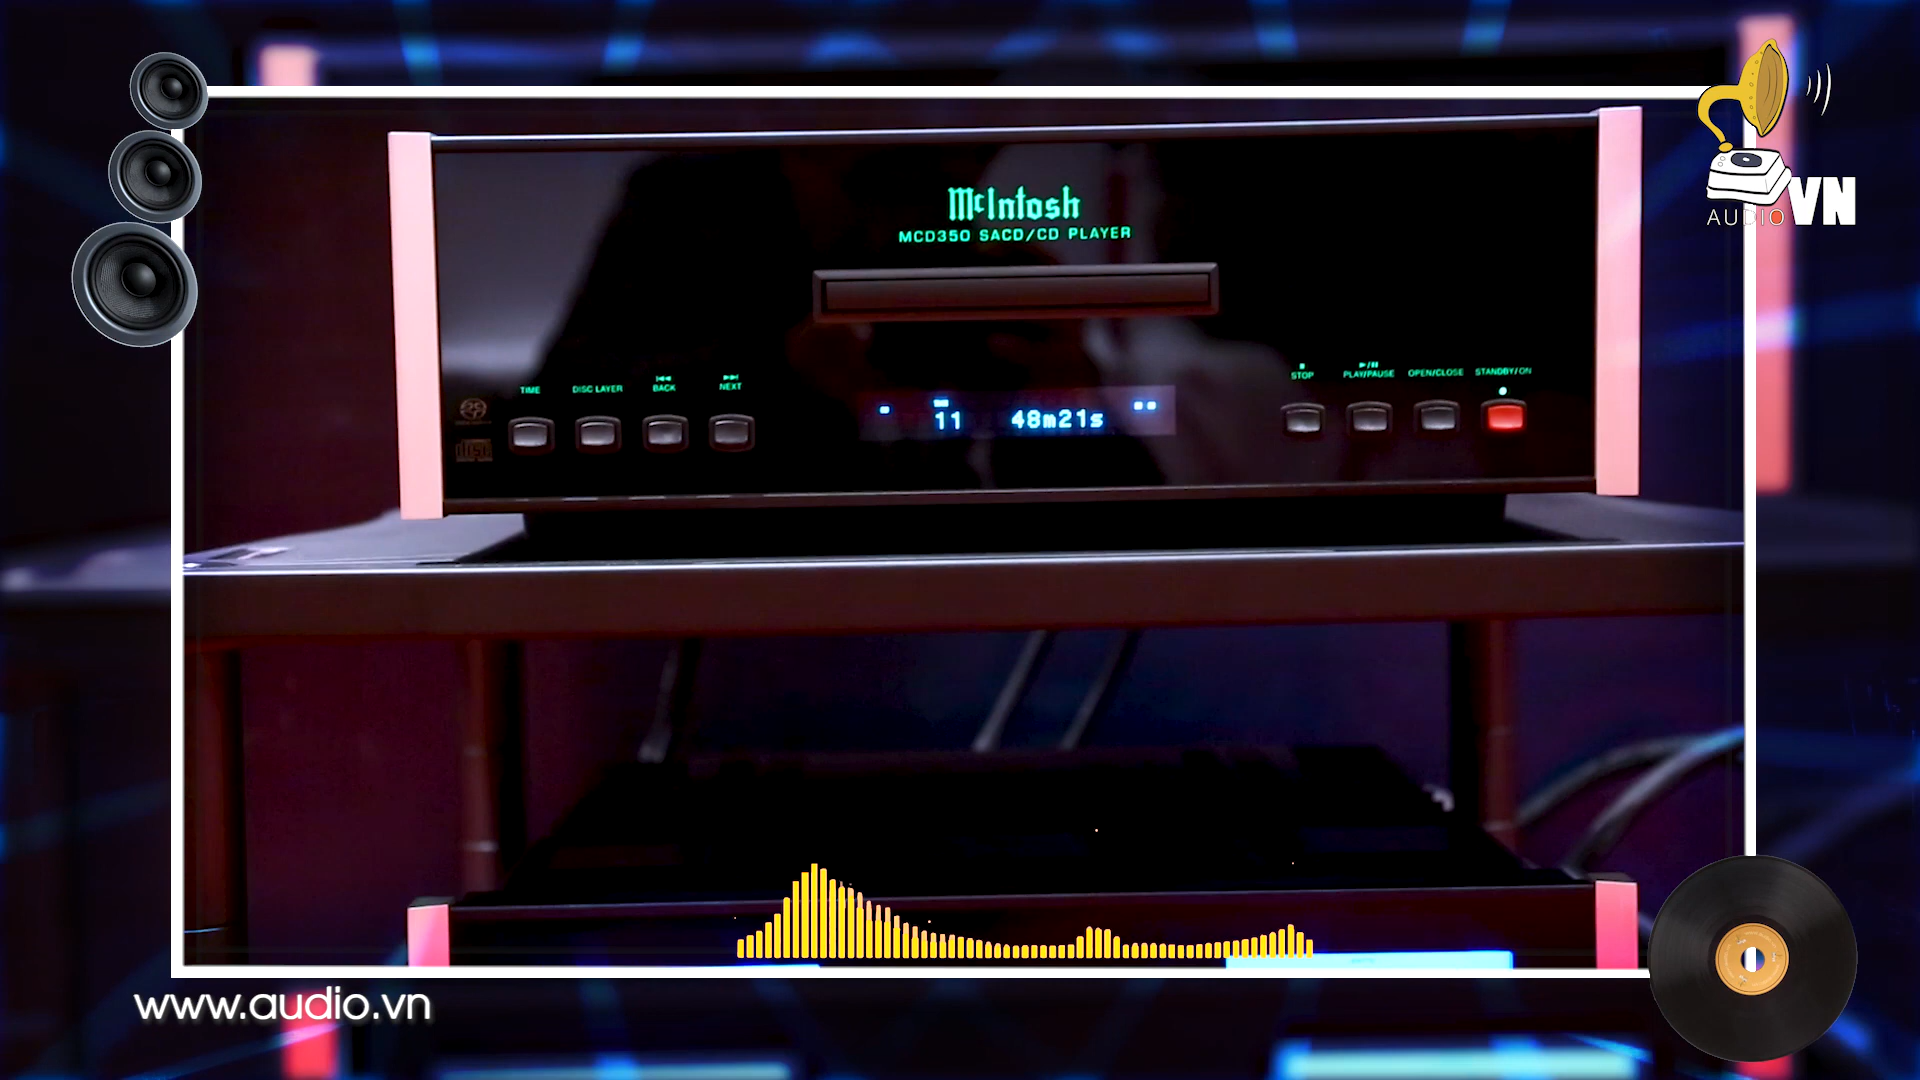 AUDIO VN
McIntosh
MCD350 SACD/CD PLAYER
TIME
DISC LAYER
BACK
NEXT
11 48m21s
STOP
PLAY/PAUSE
OPEN/CLOSE
STANDBY/ON
www.audio.vn